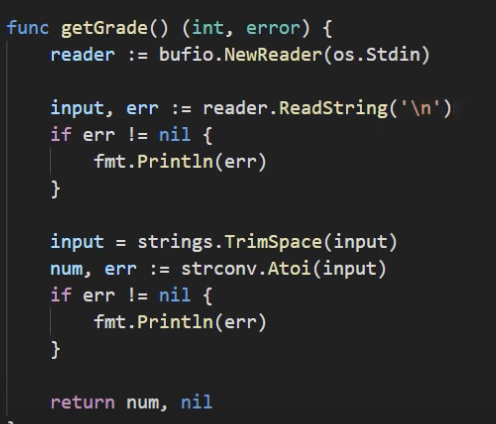 func getGrade() (int, error) {
    reader := bufio.NewReader(os.Stdin)

    input, err := reader.ReadString('\n')
    if err != nil {
        fmt.Println(err)
    }

    input = strings.TrimSpace(input)
    num, err := strconv.Atoi(input)
    if err != nil {
        fmt.Println(err)
    }

    return num, nil